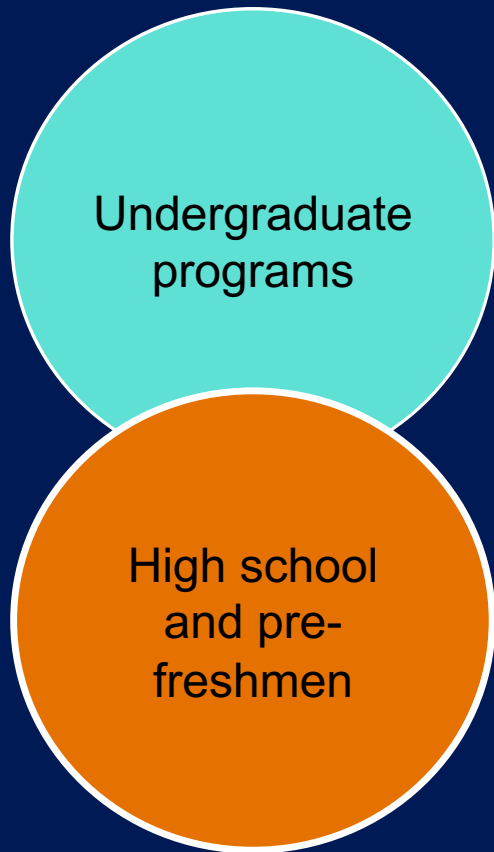 Undergraduate
programs
High school
and pre-
freshmen